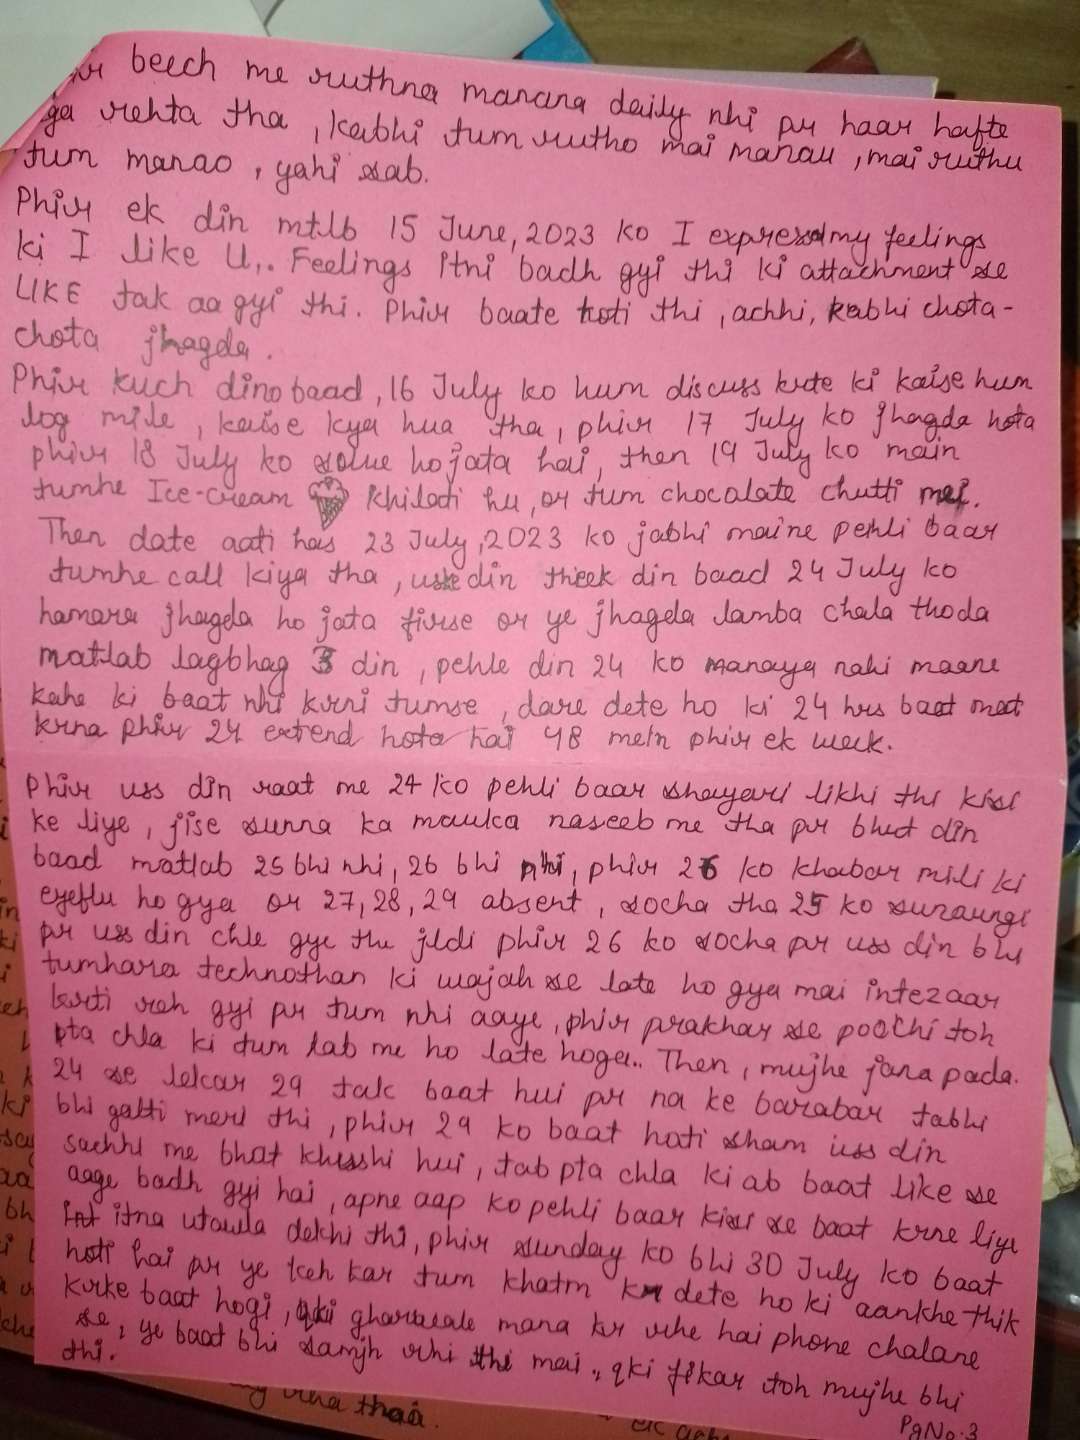 beech me ruthna manana daily nhi pr haar hafte
ga rehta tha , kabhi tum rutho mai manau , mai ruthu
tum manao , yahi sab.
Phir ek din mtlb 15 June, 2023 ko I express my feelings
ki I like U,. Feelings itni badh gyi thi ki attachment se
LIKE tak aa gyi thi. Phir baate hoti thi , achhi, kabhi chota-
chota jhagda.
Phir kuch dino baad , 16 July ko hum discuss krte ki kaise hum
log mile , kaise kya hua tha , phir 17 July ko jhagda hota
phir 18 July ko solve ho jata hai, then 19 July ko main
tumhe Ice-cream khilati hu , or tum chocolate chutti mei.
Then date aati hai 23 July ,2023 ko jabhi maine pehli baar
tumhe call kiya tha , uske din theek din baad 24 July ko
hamara jhagda ho jata firse or ye jhagda lamba chala thoda
matlab lagbhag 3 din , pehle din 24 ko manaya nahi maane
kahe ki baat nhi krni tumse , dare dete ho ki 24 hrs baat mat
krna phir 24 extend hota hai 48 mein phir ek week.
Phir uss din raat me 24 ko pehli baar shayeri likhi thi kisi
ke liye , jise sunna ka mauka naseeb me tha pr bhut din
baad matlab 25 bhi nhi, 26 bhi nhi, phir 26 ko khabar mili ki
eyeflu ho gya or 27, 28, 29 absent , socha tha 25 ko sunaungi
pr uss din chle gye the jldi phir 26 ko socha pr uss din bhi
tumhara technothan ki wajah se late ho gya mai intezaar
krti reh gyi pr tum nhi aaye , phir prakhar se poochi toh
pta chla ki tum lab me ho late hoga.. Then , mujhe jana pada.
24 se lekar 29 tak baat hui pr na ke barabar tabhi
bhi galti meri thi , phir 29 ko baat hoti sham uss din
sachhi me bhat khusshi hui , tab pta chla ki ab baat like se
aage badh gyi hai , apne aap ko pehli baar kisi se baat krne liye
itna utawla dekhi thi , phir sunday ko bhi 30 July ko baat
hoti hai pr ye keh kar tum khatm kr dete ho ki aankhe thik
krke baat hogi , qki gharwale mana kr rhe hai phone chalane
se , ye baat bhi samjh rhi thi mai , qki fikar toh mujhe bhi
thi.
Pg No. 3
rha thaa.
ek